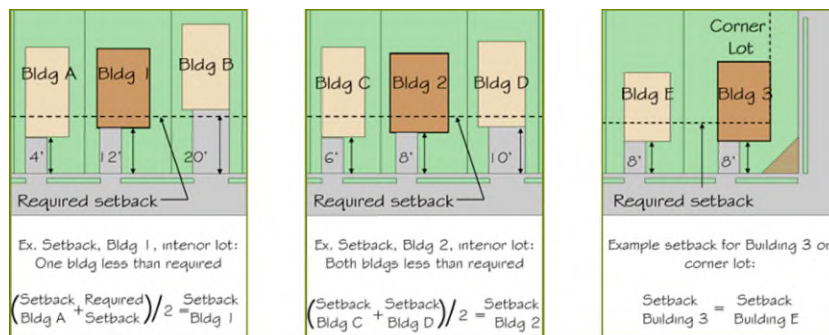 Bldg A
Bldg 1
Bldg B
4'
12'
20'
Required setback
Ex. Setback, Bldg 1, interior lot:
One bldg less than required
(Setback Bldg A + Required Setback) / 2 = Setback Bldg 1
Bldg C
Bldg 2
Bldg D
6'
8'
10'
Required setback
Ex. Setback, Bldg 2, interior lot:
Both bldgs less than required
(Setback Bldg C + Setback Bldg D) / 2 = Setback Bldg 2
Corner
Lot
Bldg E
Bldg 3
8'
8'
Required setback
Example setback for Building 3 on
corner lot:
Setback Building 3 = Setback Building E